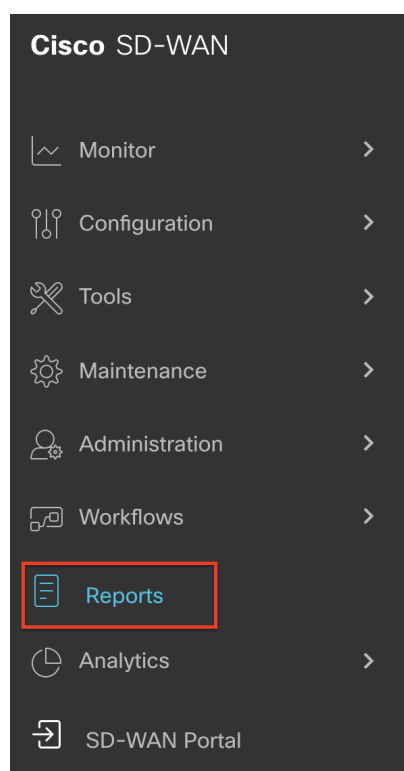 Cisco SD-WAN
Monitor
Configuration
Tools
Maintenance
Administration
Workflows
Reports
Analytics
SD-WAN Portal